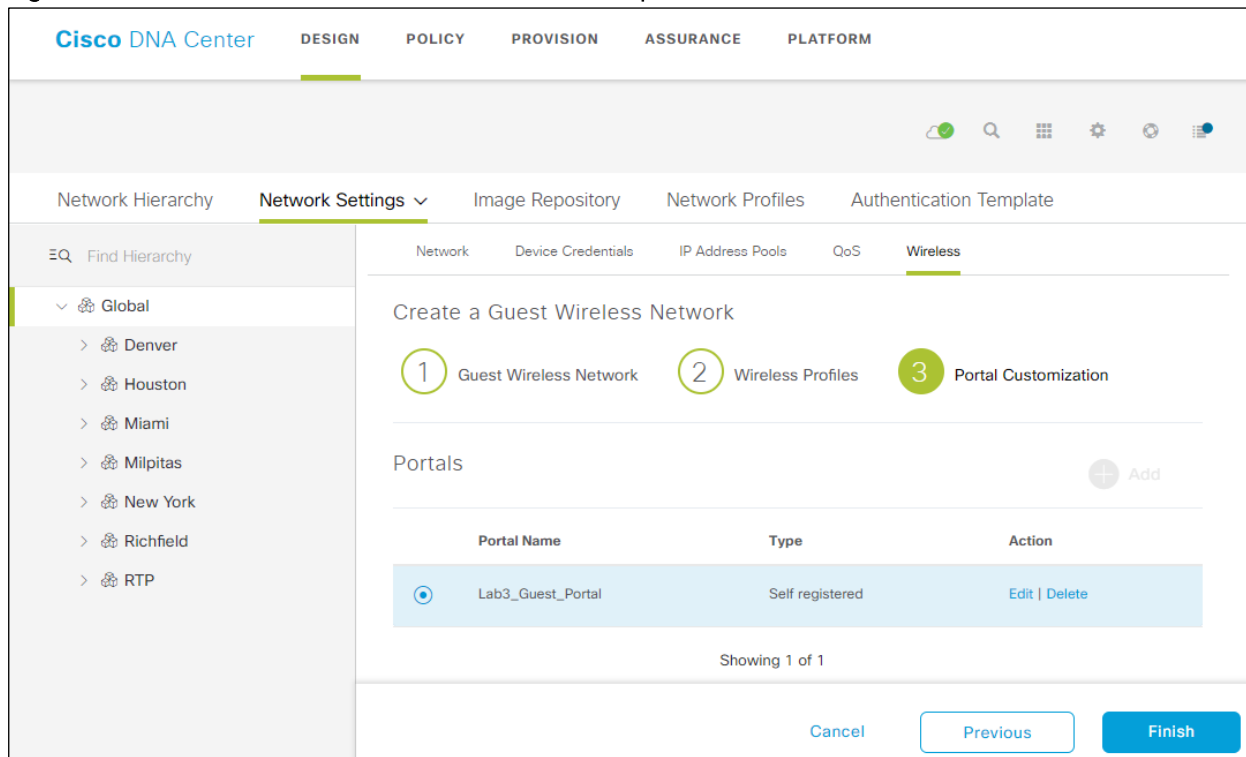 Cisco DNA Center DESIGN POLICY PROVISION ASSURANCE PLATFORM
Network Hierarchy Network Settings Image Repository Network Profiles Authentication Template
Find Hierarchy
Global
Denver
Houston
Miami
Milpitas
New York
Richfield
RTP
Network Device Credentials IP Address Pools QoS Wireless
Create a Guest Wireless Network
1 Guest Wireless Network 2 Wireless Profiles 3 Portal Customization
Portals
Add
Portal Name Type Action
Lab3_Guest_Portal Self registered Edit | Delete
Showing 1 of 1
Cancel Previous Finish